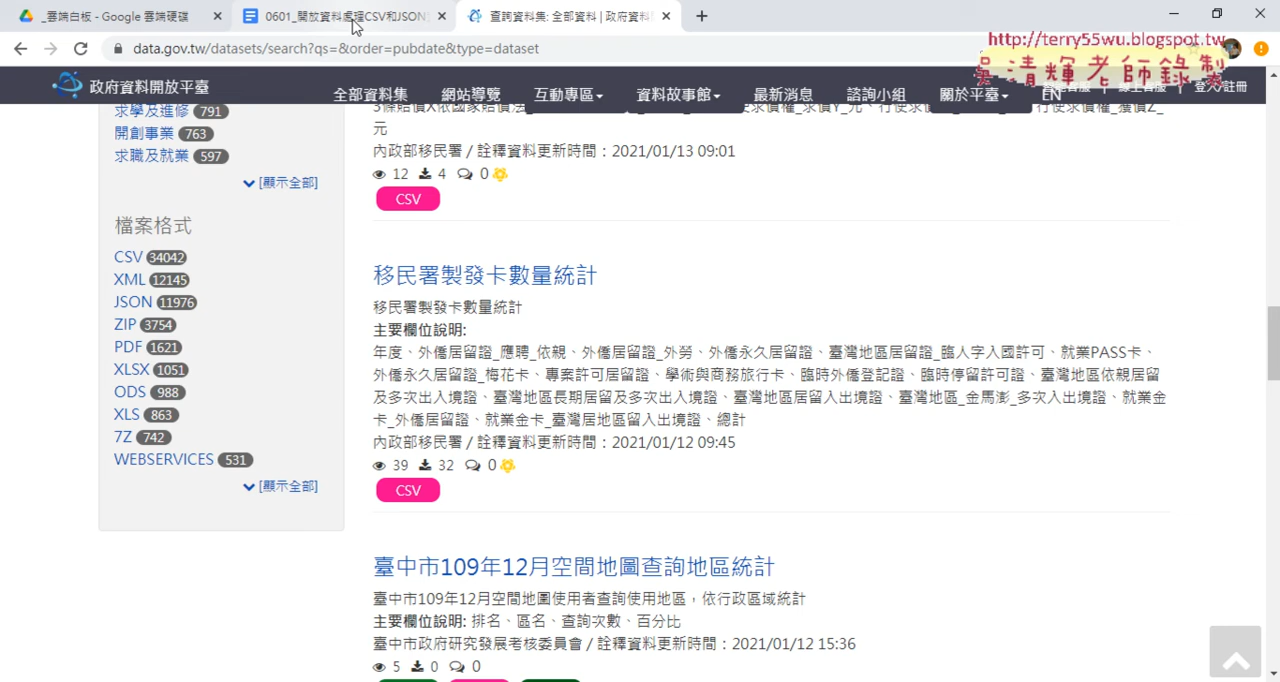 _雲端白板 - Google 雲端硬碟
0601_開放資料處理CSV和JSON
查詢資料集: 全部資料 | 政府資料
data.gov.tw/datasets/search?qs=&order=pubdate&type=dataset
http://terry55wu.blogspot.tw
吳清輝老師錄製
政府資料開放平臺
全部資料集
網站導覽
互動專區
資料故事館
最新消息
諮詢小組
關於平臺
EN
登入/註冊
求學及進修 791
開創事業 763
求職及就業 597
[顯示全部]
檔案格式
CSV 34042
XML 12145
JSON 11976
ZIP 3754
PDF 1621
XLSX 1051
ODS 988
XLS 863
7Z 742
WEBSERVICES 531
[顯示全部]
元
內政部移民署 / 詮釋資料更新時間：2021/01/13 09:01
12 4 0
CSV
移民署製發卡數量統計
移民署製發卡數量統計
主要欄位說明:
年度、外僑居留證_應聘_依親、外僑居留證_外勞、外僑永久居留證、臺灣地區居留證_臨人字入國許可、就業PASS卡、
外僑永久居留證_梅花卡、專案許可居留證、學術與商務旅行卡、臨時外僑登記證、臨時停留許可證、臺灣地區依親居留
及多次出入境證、臺灣地區長期居留及多次出入境證、臺灣地區居留入出境證、臺灣地區_金馬澎_多次入出境證、就業金
卡_外僑居留證、就業金卡_臺灣居地區留入出境證、總計
內政部移民署 / 詮釋資料更新時間：2021/01/12 09:45
39 32 0
CSV
臺中市109年12月空間地圖查詢地區統計
臺中市109年12月空間地圖使用者查詢使用地區，依行政區域統計
主要欄位說明: 排名、區名、查詢次數、百分比
臺中市政府研究發展考核委員會 / 詮釋資料更新時間：2021/01/12 15:36
5 0 0